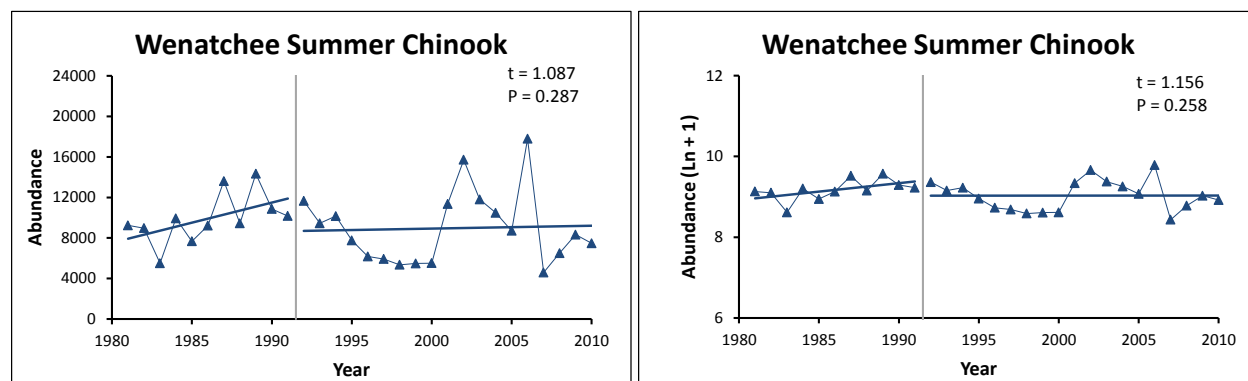 Wenatchee Summer Chinook
t = 1.087
P = 0.287
24000
20000
16000
12000
8000
4000
0
Abundance
1980 1985 1990 1995 2000 2005 2010
Year
Wenatchee Summer Chinook
t = 1.156
P = 0.258
12
10
8
6
Abundance (Ln + 1)
1980 1985 1990 1995 2000 2005 2010
Year